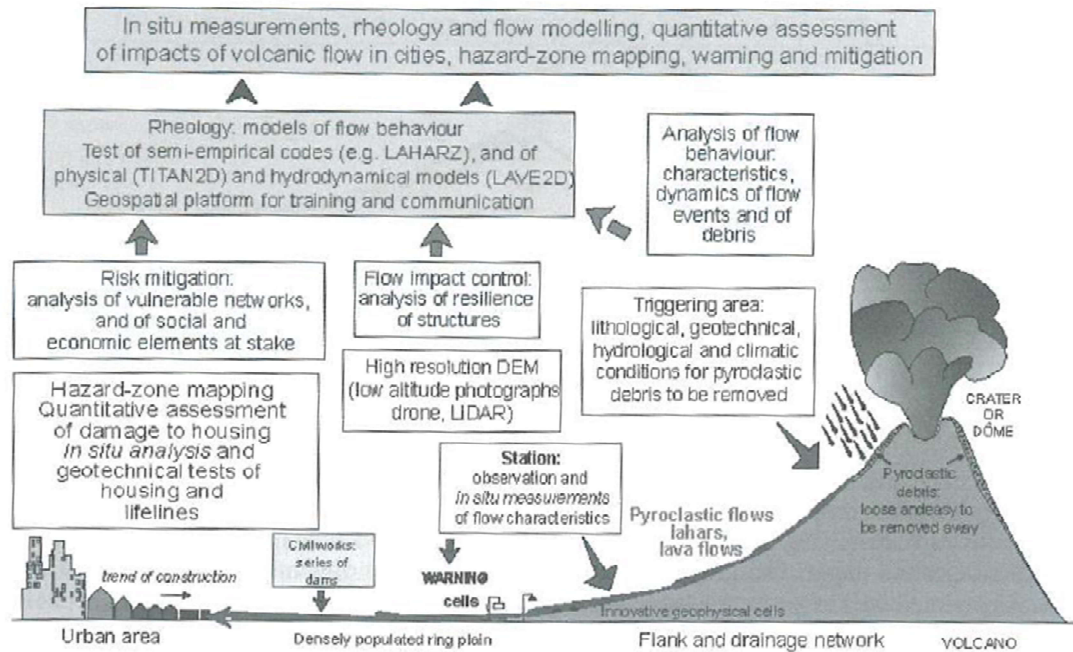 In situ measurements, rheology and flow modelling, quantitative assessment
of impacts of volcanic flow in cities, hazard-zone mapping, warning and mitigation
Rheology: models of flow behaviour
Test of semi-empirical codes (e.g. LAHARZ), and of
physical (TITAN2D) and hydrodynamical models (LAVE2D)
Geospatial platform for training and communication
Analysis of flow
behaviour:
characteristics,
dynamics of flow
events and of
debris
Risk mitigation:
analysis of vulnerable networks,
and of social and
economic elements at stake
Flow impact control:
analysis of resilience
of structures
Triggering area:
lithological, geotechnical,
hydrological and climatic
conditions for pyroclastic
debris to be removed
High resolution DEM
(low altitude photographs
drone, LIDAR)
Hazard-zone mapping
Quantitative assessment
of damage to housing
In situ analysis and
geotechnical tests of
housing and
lifelines
CRATER
OR
DÔME
Station:
observation and
in situ measurements
of flow characteristics
Pyroclastic
debris:
loose and easy to
be removed away
Pyroclastic flows
lahars,
lava flows
Civil works:
series of
dams
trend of construction
WARNING
cells
Innovative geophysical cells
Urban area
Densely populated ring plain
Flank and drainage network
VOLCANO